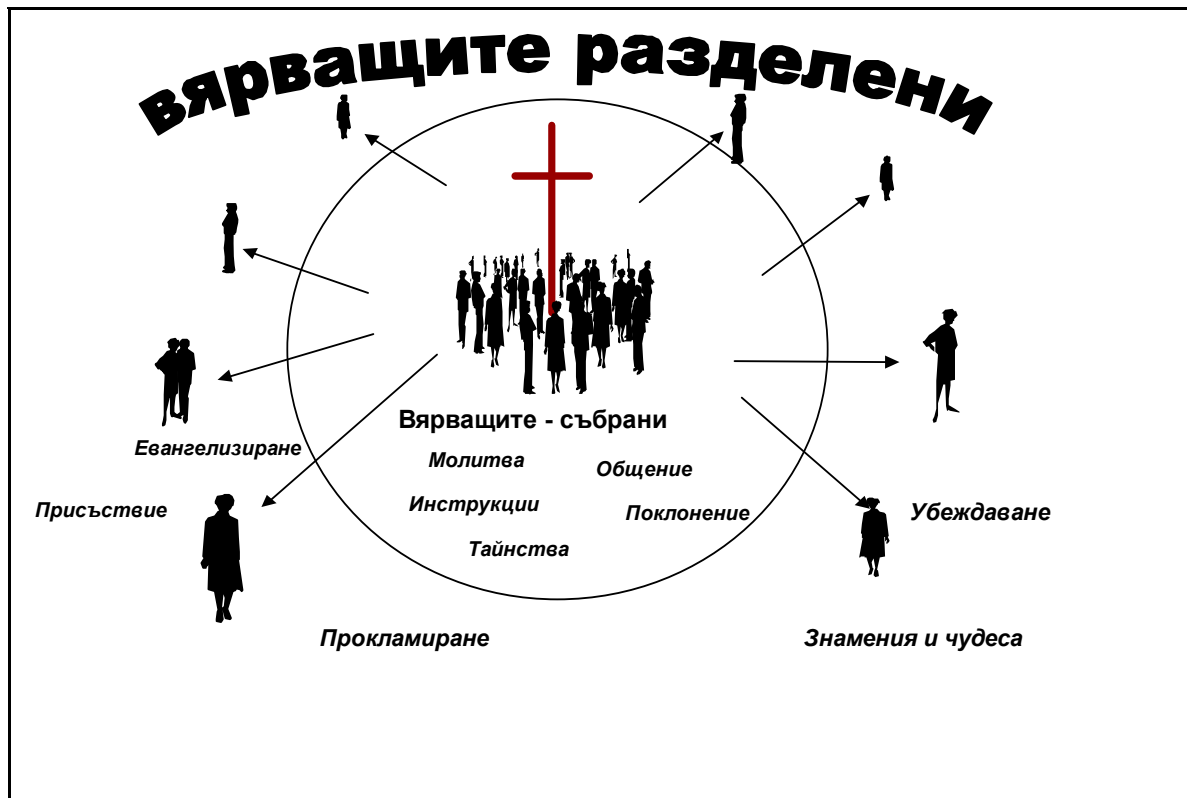 вярващите разделени
Вярващите - събрани
Евангелизиране
Молитва
Общение
Присъствие
Инструкции
Поклонение
Убеждаване
Тайнства
Прокламиране
Знамения и чудеса